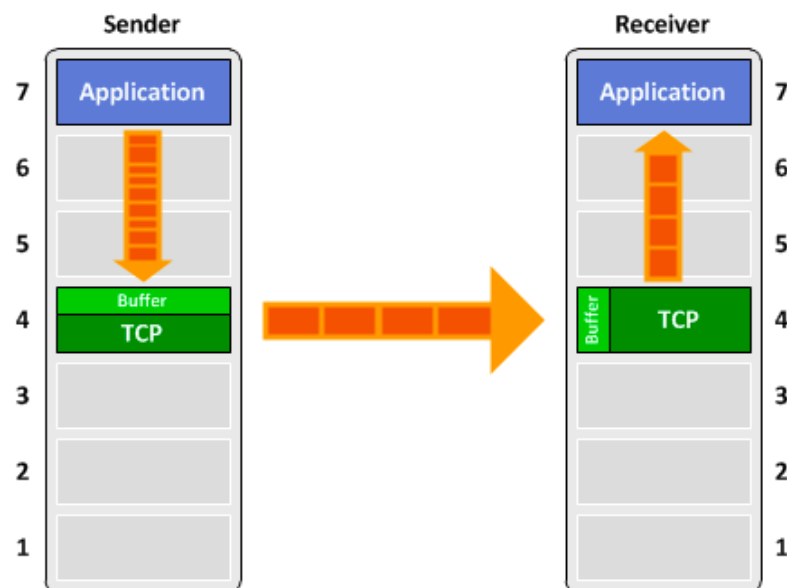 Sender Receiver
7 Application Application 7
6 6
5 5
Buffer
4 TCP Buffer TCP 4
3 3
2 2
1 1